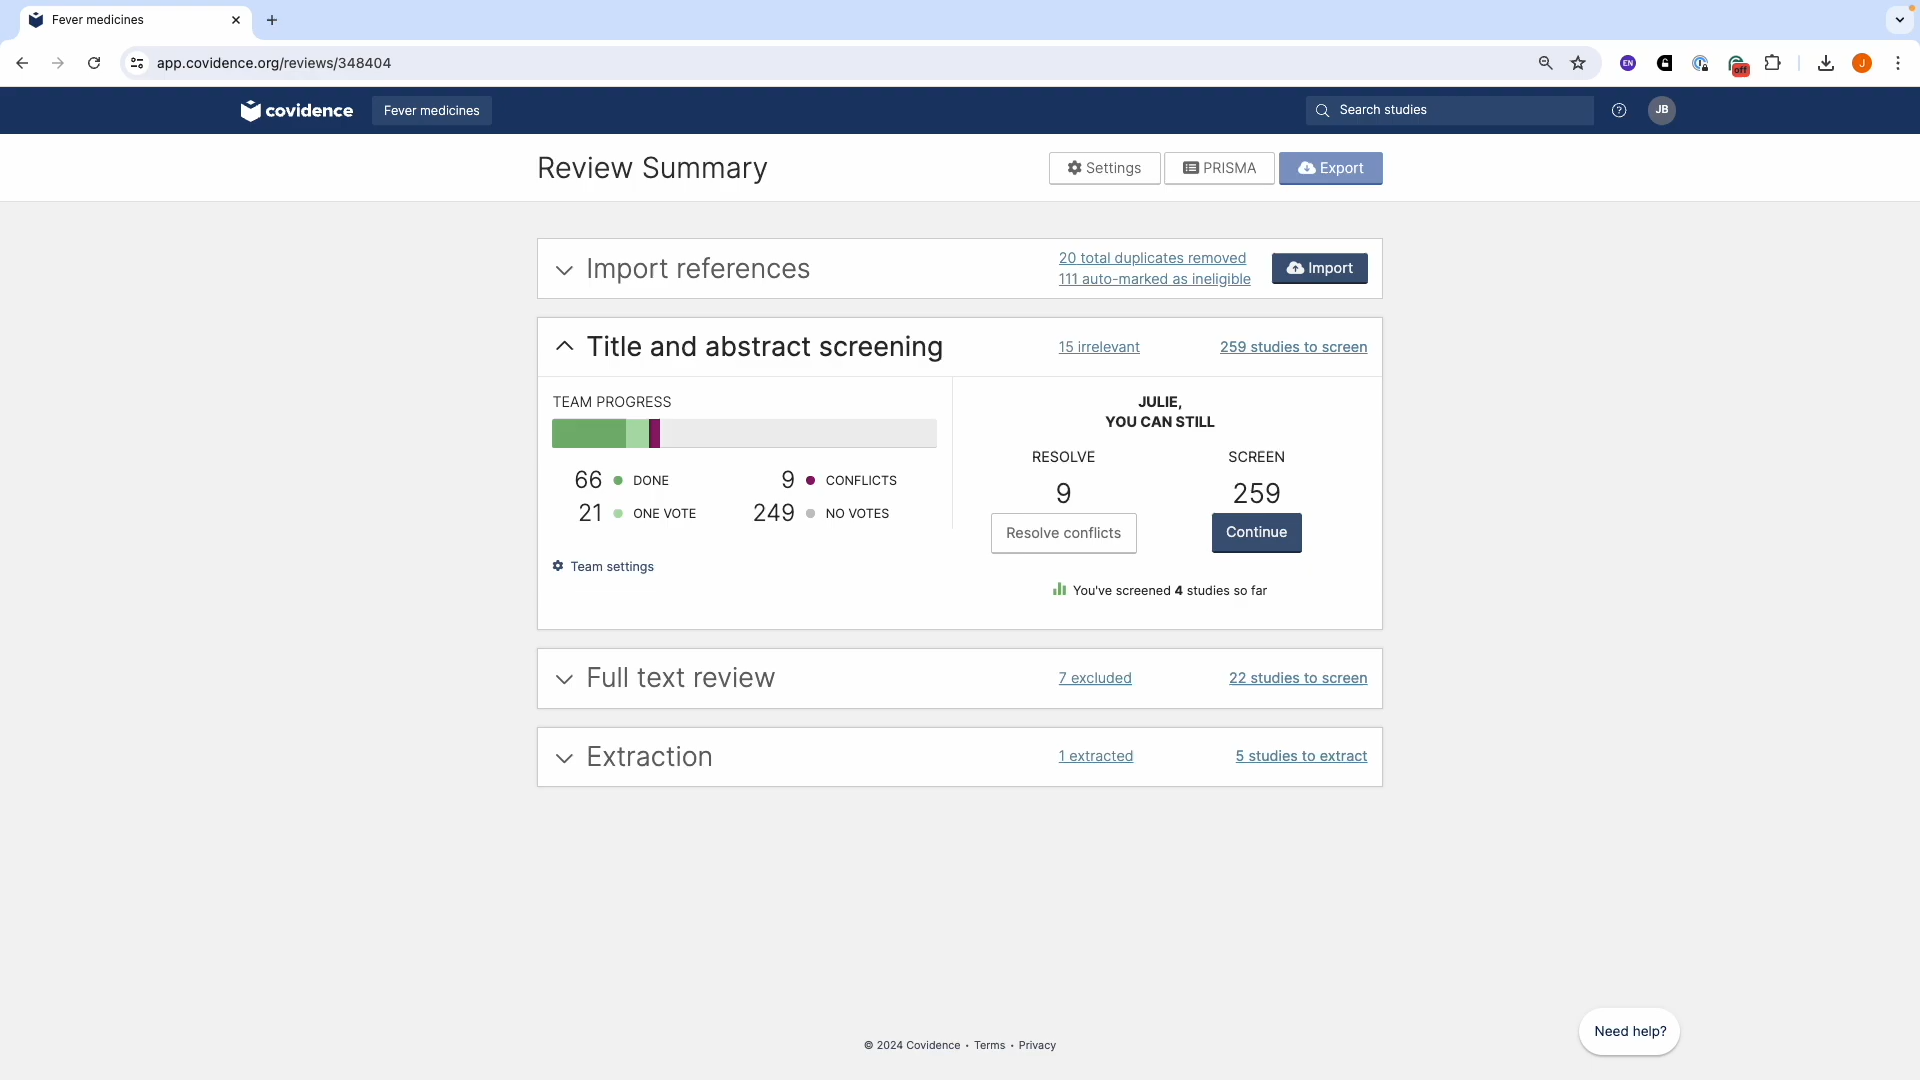 Fever medicines
app.covidence.org/reviews/348404
EN
off
J
covidence
Fever medicines
Search studies
JB
Review Summary
Settings
PRISMA
Export
Import references
20 total duplicates removed
111 auto-marked as ineligible
Import
Title and abstract screening
15 irrelevant
259 studies to screen
TEAM PROGRESS
66 DONE
9 CONFLICTS
21 ONE VOTE
249 NO VOTES
Team settings
JULIE,
YOU CAN STILL
RESOLVE
SCREEN
9
259
Resolve conflicts
Continue
You've screened 4 studies so far
Full text review
7 excluded
22 studies to screen
Extraction
1 extracted
5 studies to extract
Need help?
© 2024 Covidence • Terms • Privacy